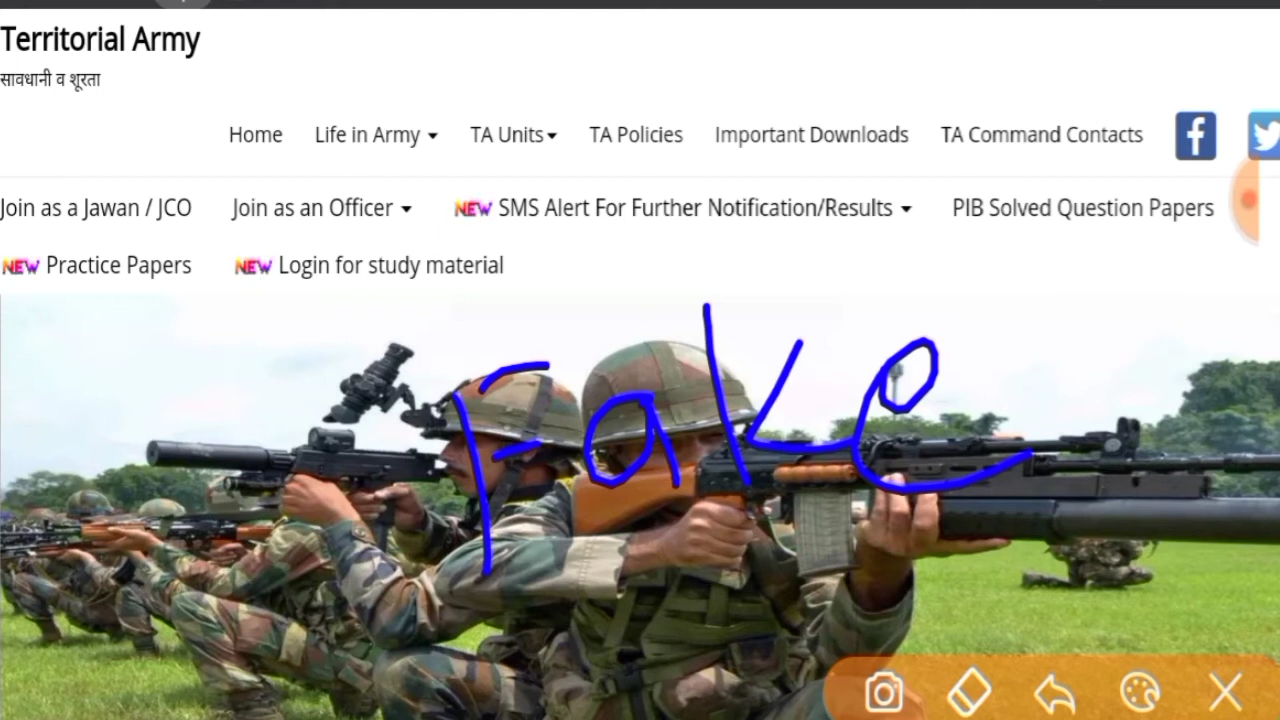 Territorial Army
सावधानी व शूरता
Home Life in Army TA Units TA Policies Important Downloads TA Command Contacts
Join as a Jawan / JCO Join as an Officer NEW SMS Alert For Further Notification/Results PIB Solved Question Papers
NEW Practice Papers NEW Login for study material
Fake